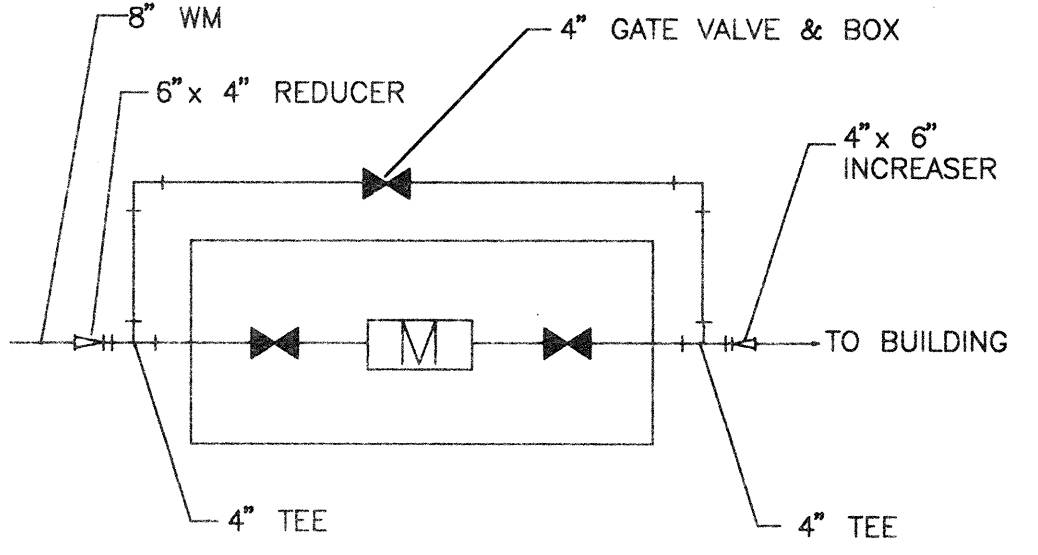 8" WM
4" GATE VALVE & BOX
6" x 4" REDUCER
4" x 6"
INCREASER
M
TO BUILDING
4" TEE
4" TEE